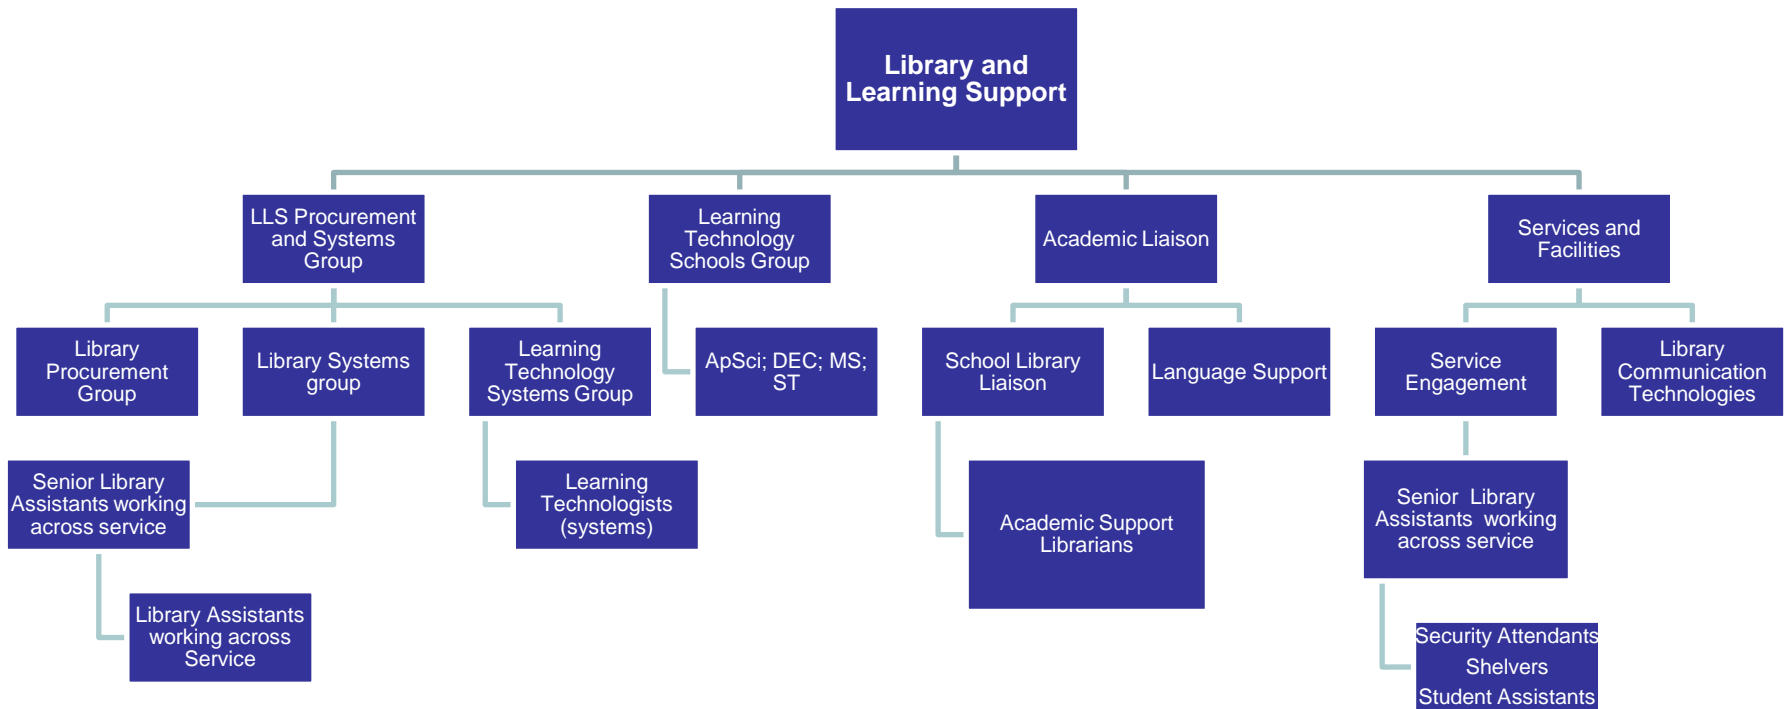 Library and
Learning Support
LLS Procurement
and Systems
Group
Learning
Technology
Schools Group
Academic Liaison
Services and
Facilities
Library
Procurement
Group
Library Systems
group
Learning
Technology
Systems Group
ApSci; DEC; MS;
ST
School Library
Liaison
Language Support
Service
Engagement
Library
Communication
Technologies
Senior Library
Assistants working
across service
Learning
Technologists
(systems)
Academic Support
Librarians
Senior Library
Assistants working
across service
Library Assistants
working across
Service
Security Attendants
Shelvers
Student Assistants